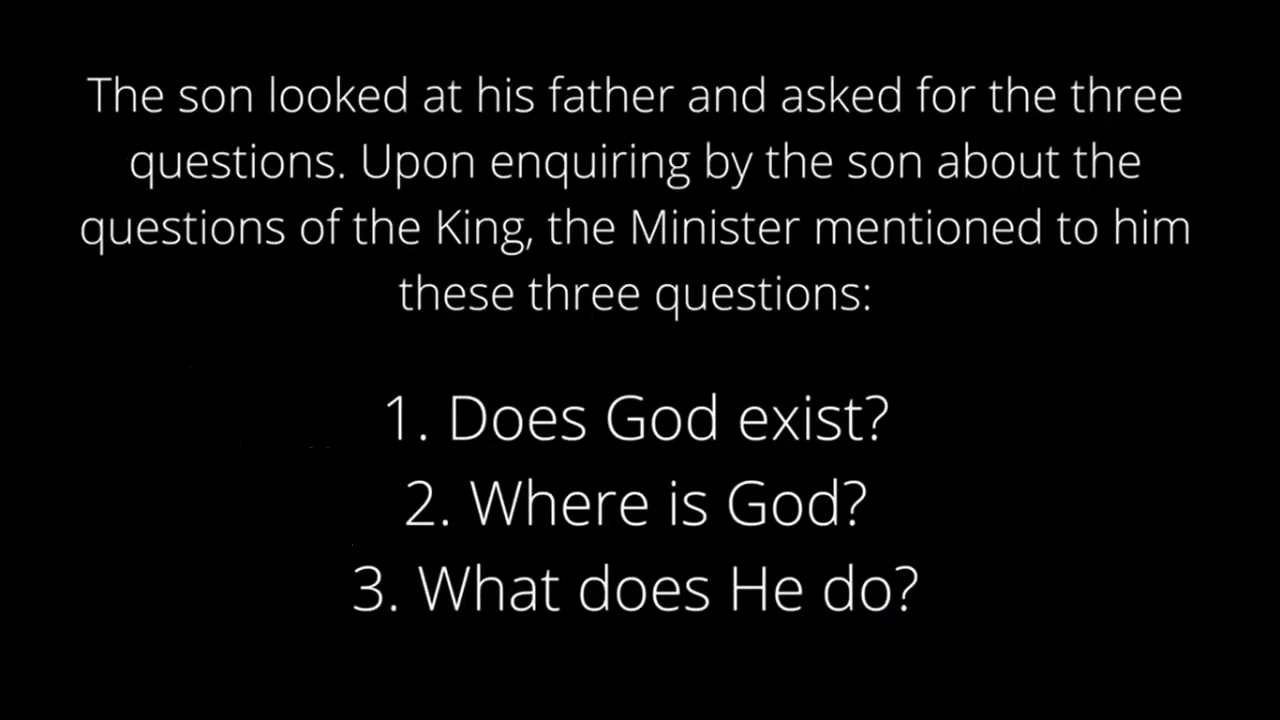 The son looked at his father and asked for the three
questions. Upon enquiring by the son about the
questions of the King, the Minister mentioned to him
these three questions:
1. Does God exist?
2. Where is God?
3. What does He do?